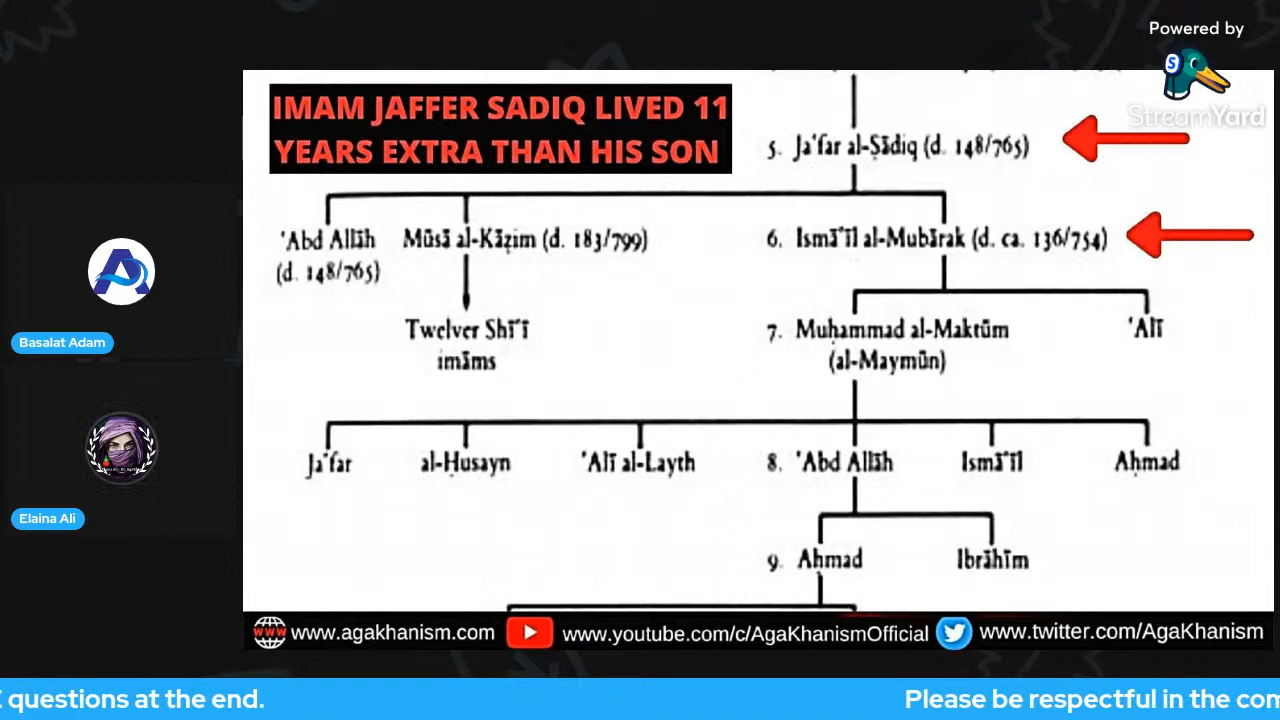 Powered by
StreamYard
IMAM JAFFER SADIQ LIVED 11
YEARS EXTRA THAN HIS SON
5. Ja'far al-Ṣādiq (d. 148/765)
'Abd Allāh
(d. 148/765)
Mūsā al-Kāẓim (d. 183/799)
6. Ismā'īl al-Mubārak (d. ca. 136/754)
Twelver Shī'ī
imāms
7. Muḥammad al-Maktūm
(al-Maymūn)
'Alī
Ja'far
al-Ḥusayn
'Alī al-Layth
8. 'Abd Allāh
Ismā'īl
Aḥmad
9. Aḥmad
Ibrāhīm
Basalat Adam
Elaina Ali
WWW www.agakhanism.com
www.youtube.com/c/AgaKhanismOfficial
www.twitter.com/AgaKhanism
questions at the end.
Please be respectful in the